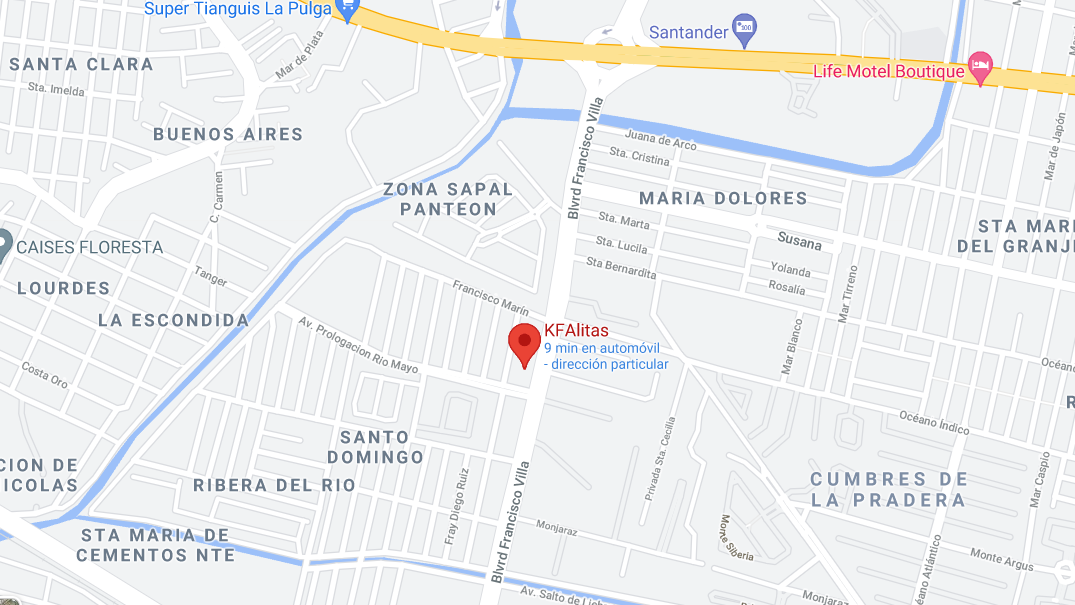 Super Tianguis La Pulga
Santander
Life Motel Boutique
SANTA CLARA
Mar de Plata
Sta. Imelda
BUENOS AIRES
Blvrd Francisco Villa
Juana de Arco
Sta. Cristina
Mar de Japón
C. Carmen
ZONA SAPAL
PANTEON
MARIA DOLORES
Sta. Marta
Susana
STA MARI
DEL GRANJ
CAISES FLORESTA
Sta. Lucila
Sta Bernardita
Yolanda
Rosalía
Tanger
LOURDES
Mar Tirreno
Francisco Marín
LA ESCONDIDA
Av. Prologacion Rio Mayo
KFAlitas
9 min en automóvil
- dirección particular
Mar Blanco
Costa Oro
Océano
Océano Índico
R
SANTO
DOMINGO
Privada Sta. Cecilia
CION DE
ICOLAS
RIBERA DEL RIO
Fray Diego Ruiz
CUMBRES DE
LA PRADERA
Mar Caspio
Blvrd Francisco Villa
STA MARIA DE
CEMENTOS NTE
Monjaraz
Monte Siberia
Monte Argus
éano Atlántico
Av. Salto de